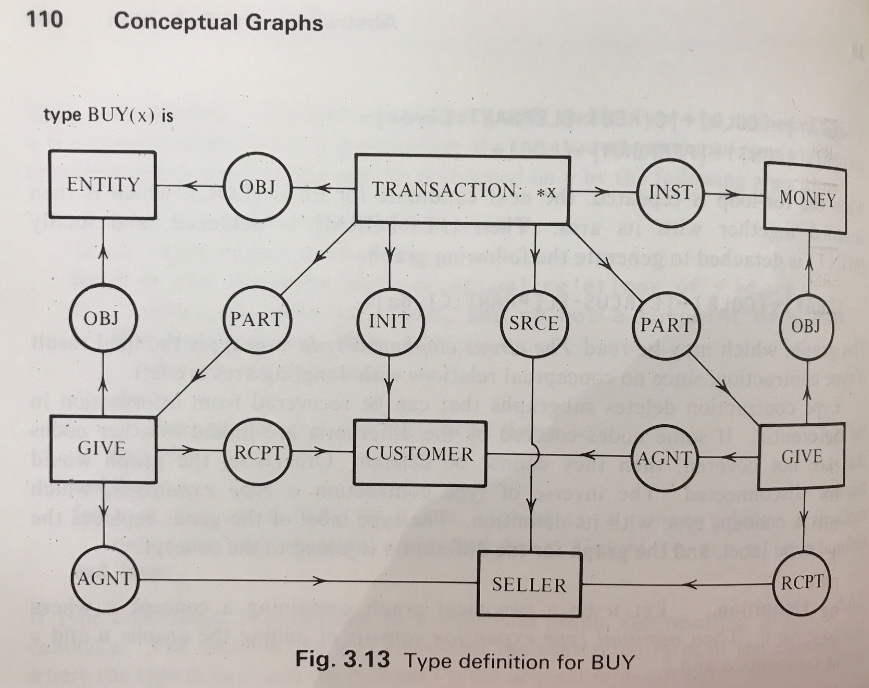 110 Conceptual Graphs
type BUY(x) is
ENTITY OBJ TRANSACTION: *x INST MONEY
OBJ PART INIT SRCE PART OBJ
GIVE RCPT CUSTOMER AGNT GIVE
AGNT SELLER RCPT
Fig. 3.13 Type definition for BUY